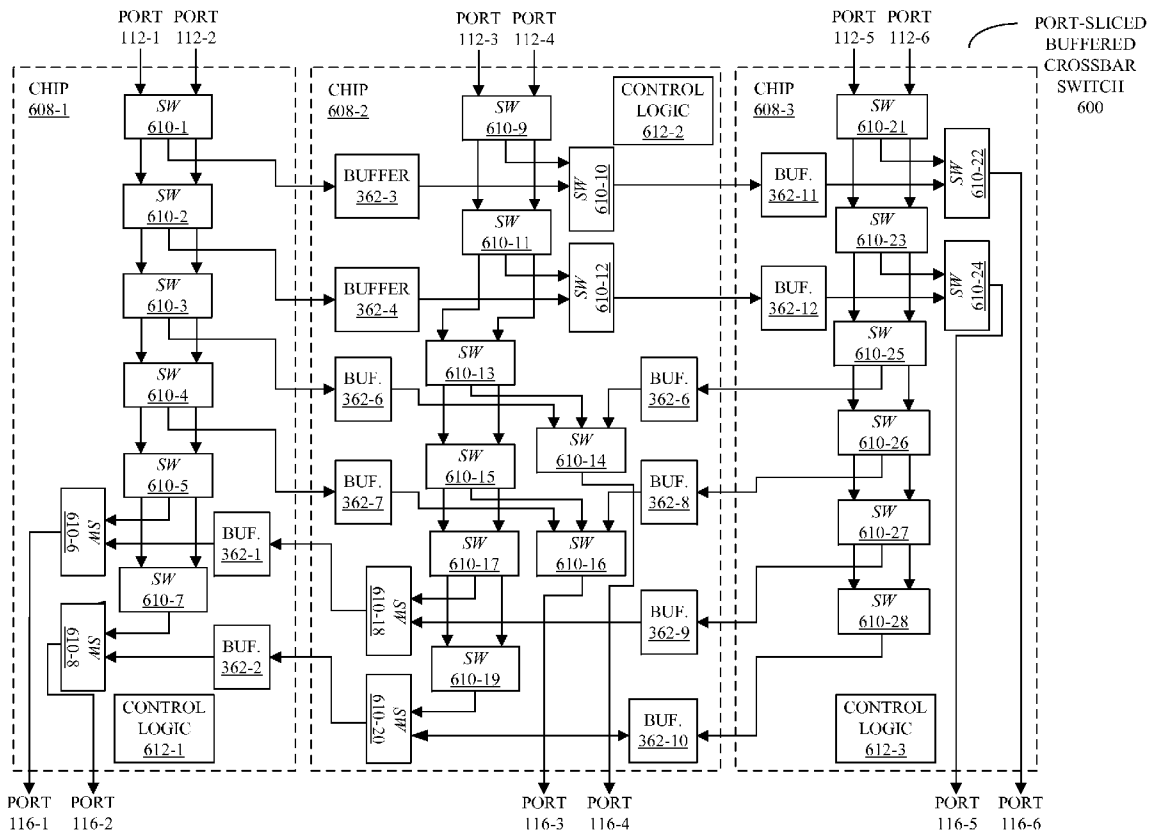 PORT
112-1
PORT
112-2
PORT
112-3
PORT
112-4
PORT
112-5
PORT
112-6
PORT-SLICED
BUFFERED
CROSSBAR
SWITCH
600
CHIP
608-1
SW
610-1
SW
610-2
SW
610-3
SW
610-4
SW
610-5
SW
610-6
BUF.
362-1
SW
610-7
SW
610-8
BUF.
362-2
CONTROL
LOGIC
612-1
CHIP
608-2
SW
610-9
CONTROL
LOGIC
612-2
BUFFER
362-3
SW
610-10
SW
610-11
BUFFER
362-4
SW
610-12
SW
610-13
BUF.
362-6
BUF.
362-6
SW
610-14
SW
610-15
BUF.
362-7
BUF.
362-8
SW
610-17
SW
610-16
SW
610-18
BUF.
362-9
SW
610-19
SW
610-20
BUF.
362-10
CHIP
608-3
SW
610-21
SW
610-22
BUF.
362-11
SW
610-23
SW
610-24
BUF.
362-12
SW
610-25
SW
610-26
SW
610-27
SW
610-28
CONTROL
LOGIC
612-3
PORT
116-1
PORT
116-2
PORT
116-3
PORT
116-4
PORT
116-5
PORT
116-6